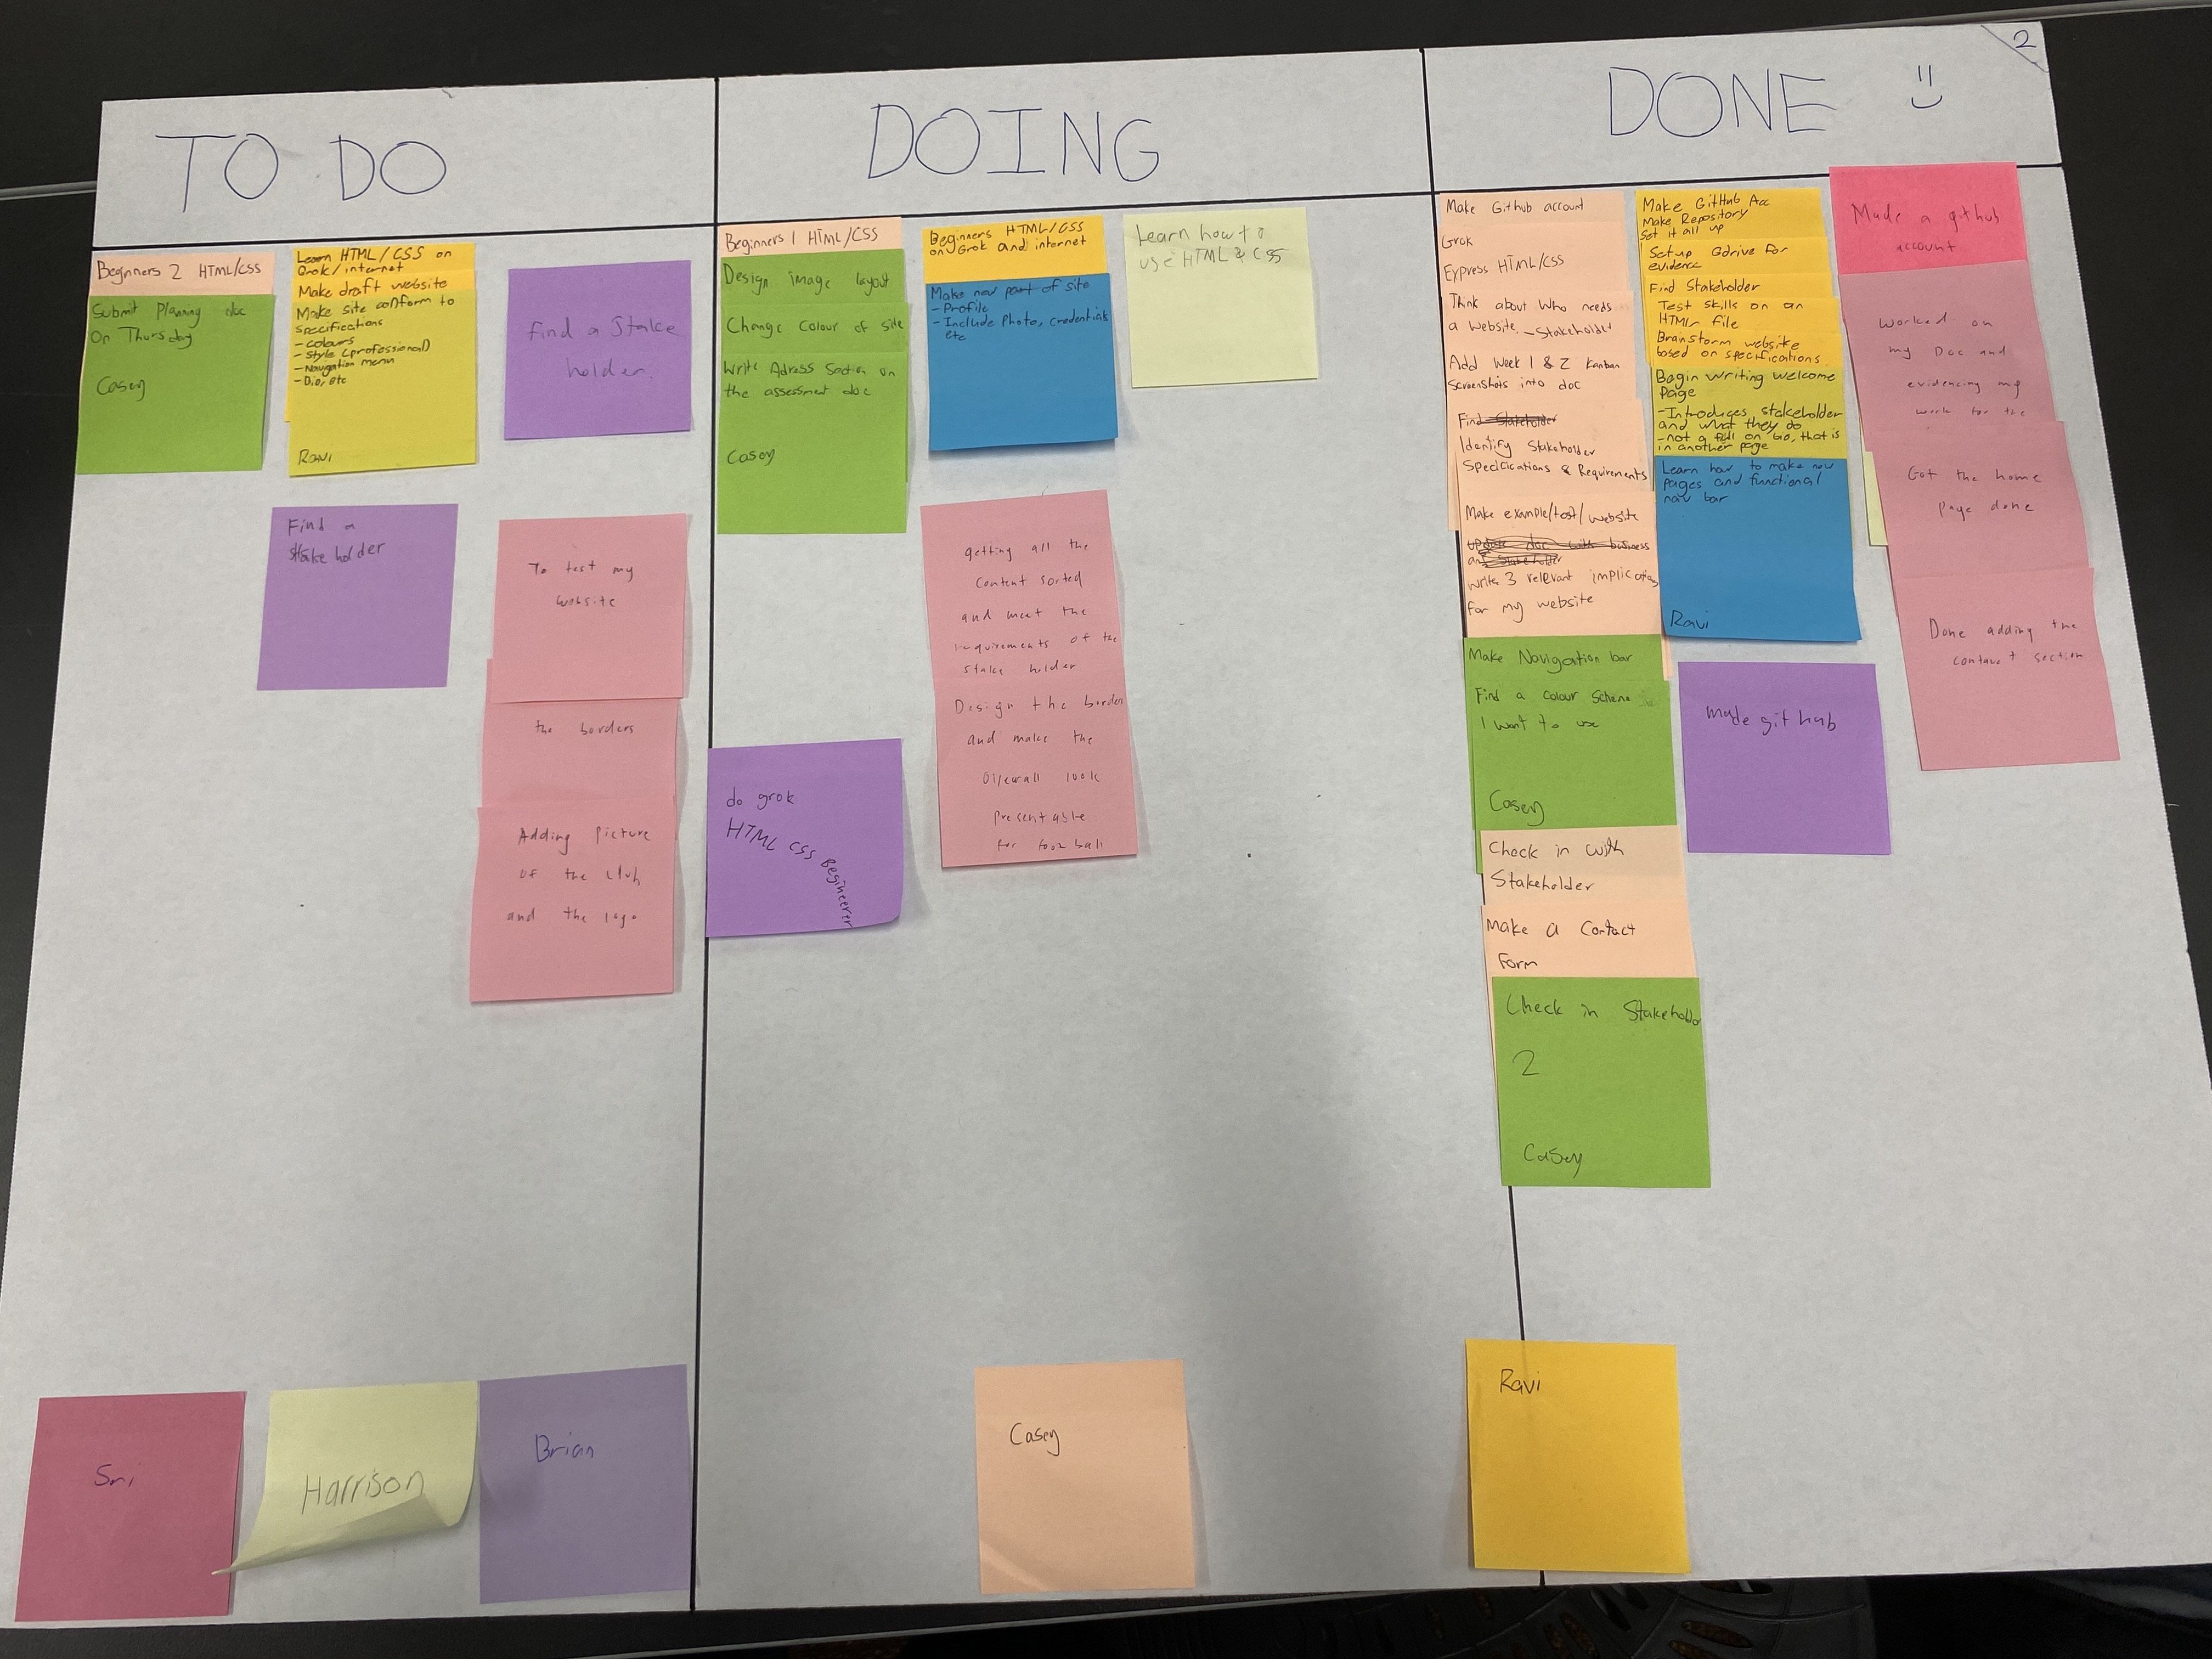 2
TO DO
DOING
DONE
Beginners 2 HTML/CSS
Submit Planning doc
On Thursday
Casey
Learn HTML/CSS on
Grok/internet
Make draft website
Make site conform to
specifications
- colours
- Style (professional)
- Navigation menu
- Bio, etc
Ravi
find a Stake
holder.
Find a
stake holder
To test my
website
the borders
Adding picture
of the club
and the logo
Sri
Harrison
Brian
Beginners 1 HTML/CSS
Design image layout
Change Colour of site
Write Adress Section on
the assessment doc
Casey
Beginners HTML/CSS
on Grok and internet
Make new part of site
- Profile
- Include Photo, credentials
etc
Learn how to
use HTML & CSS
getting all the
Content sorted
and meet the
requirements of the
stake holder
Design the border
and make the
overall look
presentable
for football
do grok
HTML CSS Begineerer
Casey
Make Github account
Grok
Express HTML/CSS
Think about who needs
a website. - Stakeholder
Add Week 1 & 2 Kanban
Screenshots into doc
Find Stakeholder
Identify Stakeholder
Specifications & Requirements
Make example/test/website
update doc with business
and Stakeholder
write 3 relevant implications
for my website
Make Navigation bar
Find a Colour Scheme
I want to use
Casey
Check in with
Stakeholder
Make a Contact
Form
Check in Stakeholder
2
Casey
Make GitHub Acc
Make Repository
Set it all up
Setup Gdrive for
evidence
Find Stakeholder
Test skills on an
HTML file
Brainstorm website
based on specifications
Begin writing welcome
page
- Introduces stakeholder
and what they do
- not a full on bio, that is
in another page
Learn how to make new
pages and functional
nav bar
Ravi
made git hub
Made a github
account
Worked on
my Doc and
evidencing my
work for the
Got the home
page done
Done adding the
contact section
Ravi